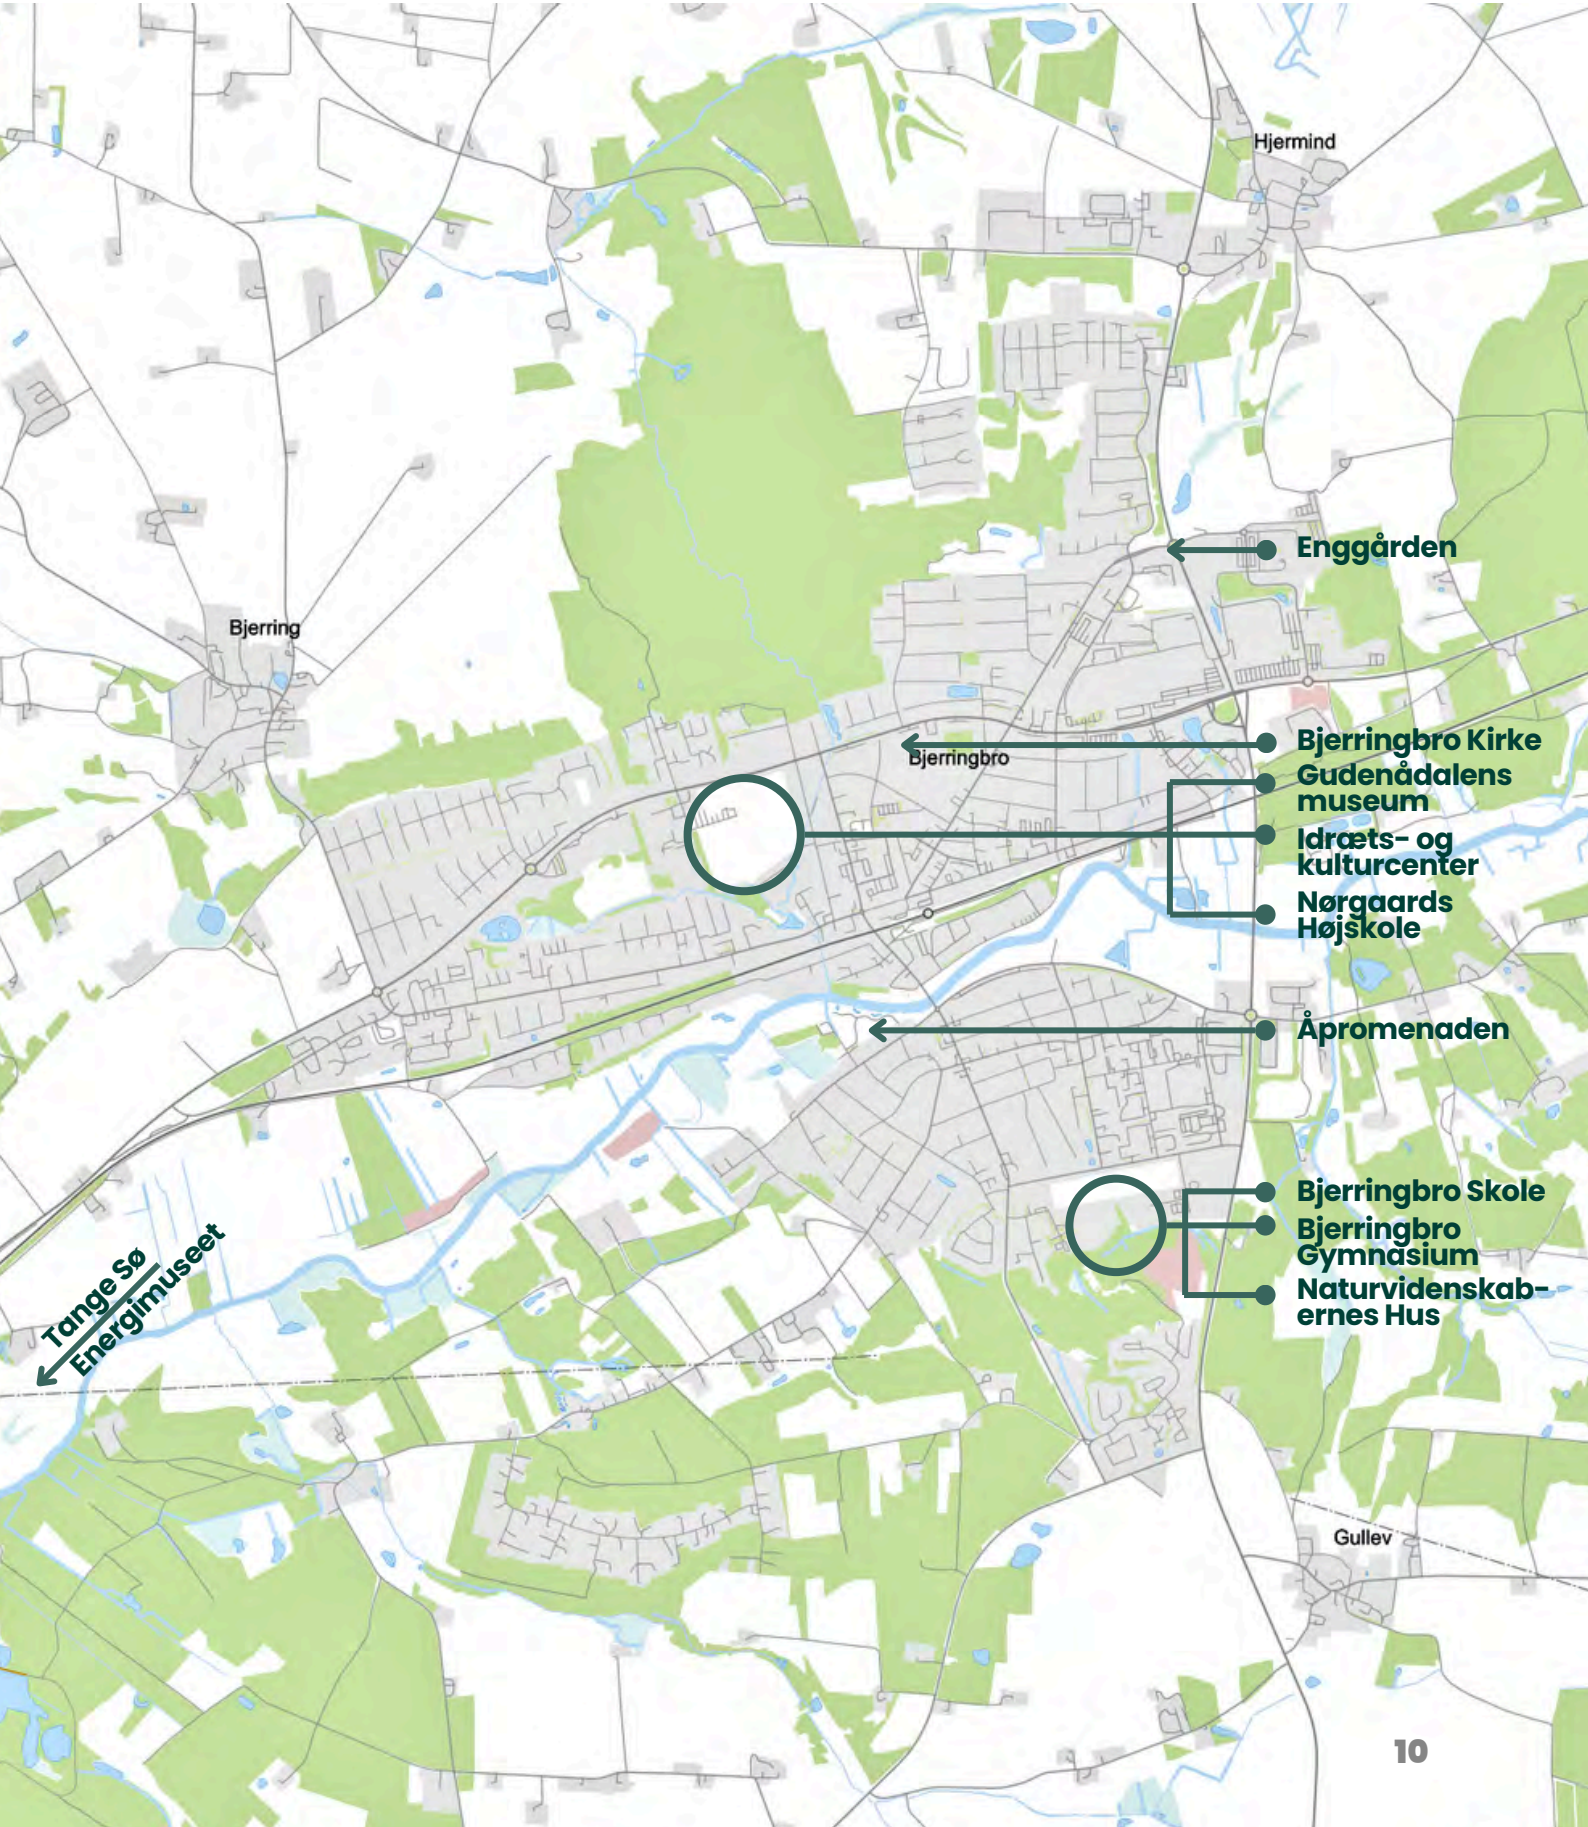 Hjermind
Enggården
Bjerring
Bjerringbro Kirke
Bjerringbro
Gudenådalens
museum
Idræts- og
kulturcenter
Nørgaards
Højskole
Åpromenaden
Bjerringbro Skole
Bjerringbro
Gymnasium
Naturvidenskab-
ernes Hus
Tange Sø
Energimuseet
Gullev
10